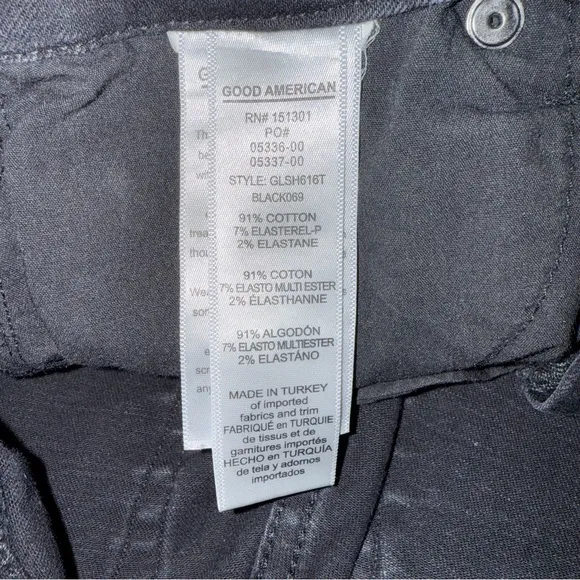 GOOD AMERICAN
RN# 151301
PO#
05336-00
05337-00
STYLE: GLSH616T
BLACK069
91% COTTON
7% ELASTEREL-P
2% ELASTANE
91% COTON
7% ELASTO MULTI ESTER
2% ÉLASTHANNE
91% ALGODÓN
7% ELASTO MULTIESTER
2% ELASTÁNO
MADE IN TURKEY
of imported
fabrics and trim
FABRIQUÉ en TURQUIE
de tissus et de
garnitures importés
HECHO en TURQUÍA
de tela y adornos
importados